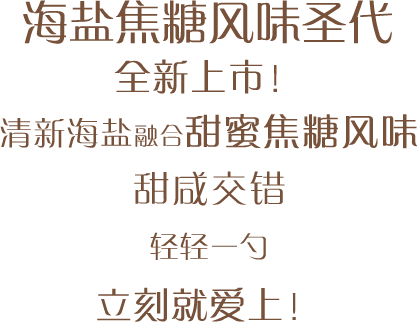 海盐焦糖风味圣代
全新上市！
清新海盐融合甜蜜焦糖风味
甜咸交错
轻轻一勺
立刻就爱上！